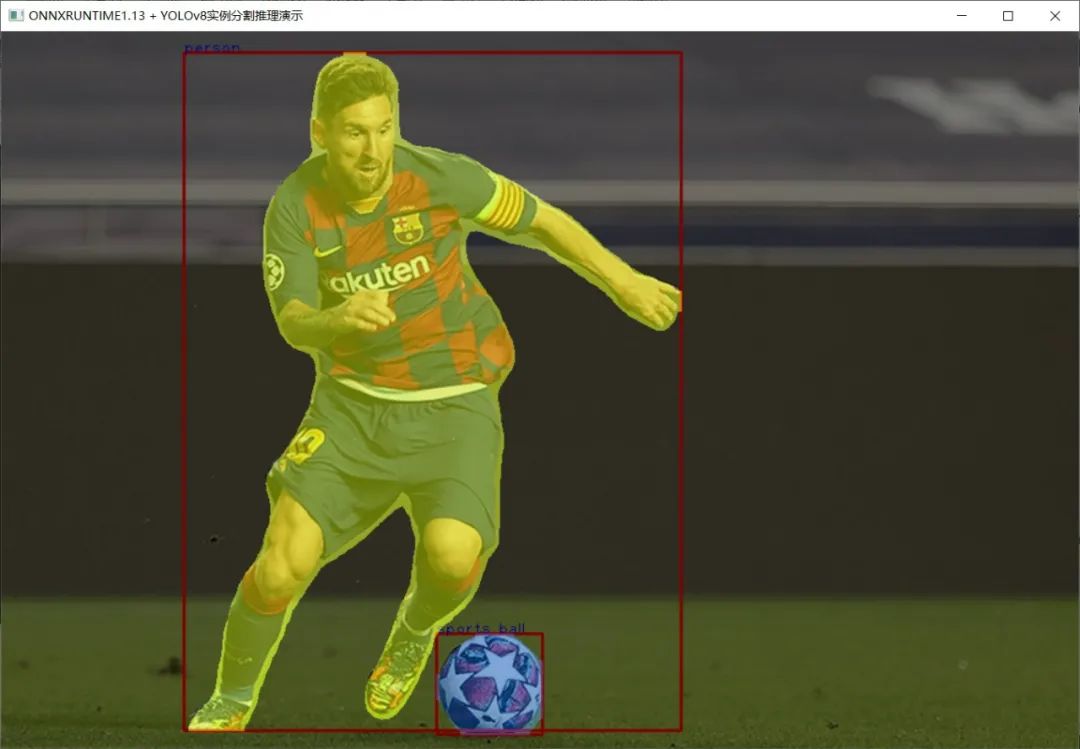 ONNXRUNTIME1.13 + YOLOv8实例分割推理演示
person
akuten
10
sports ball